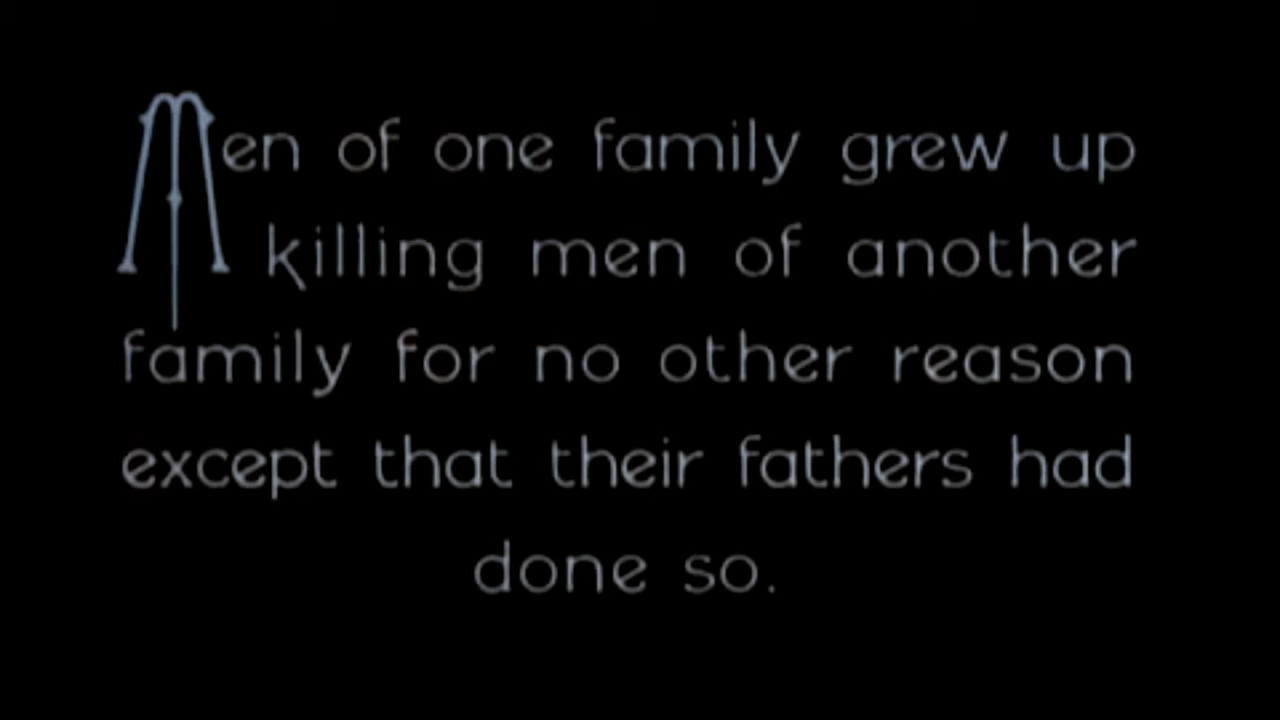 Men of one family grew up
killing men of another
family for no other reason
except that their fathers had
done so.